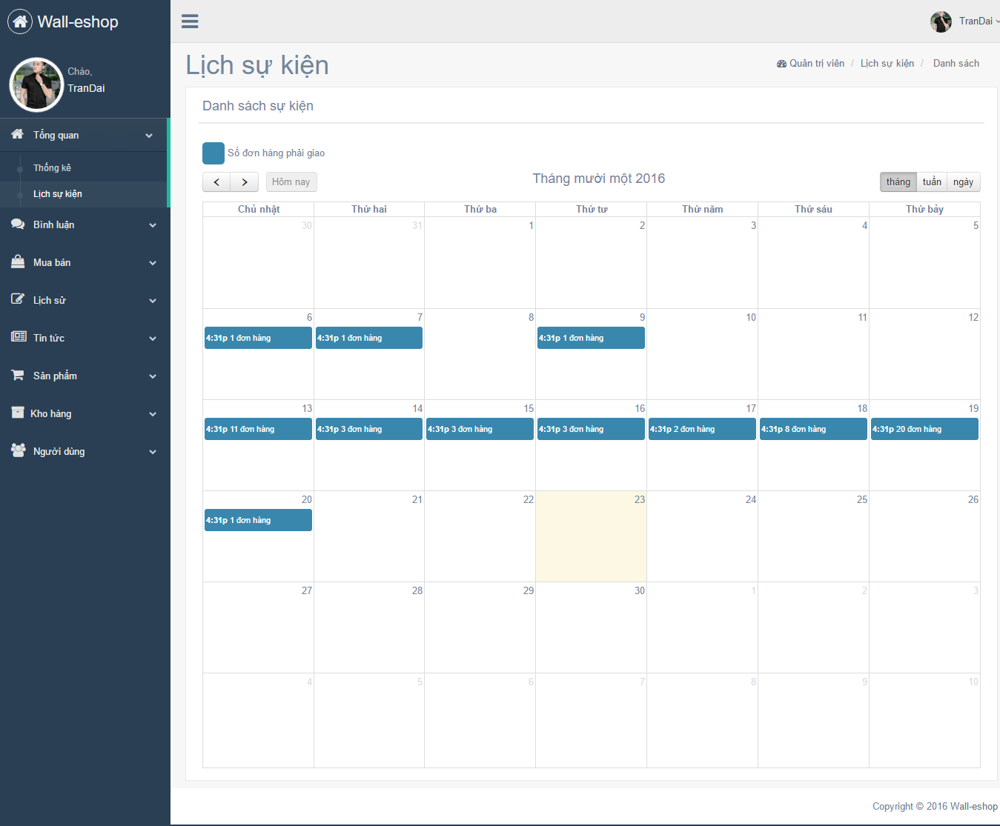 Wall-eshop
TranDai
Chào,
TranDai
Tổng quan
Thống kê
Lịch sự kiện
Bình luận
Mua bán
Lịch sử
Tin tức
Sản phẩm
Kho hàng
Người dùng
Lịch sự kiện
Quản trị viên / Lịch sự kiện / Danh sách
Danh sách sự kiện
Số đơn hàng phải giao
Hôm nay
Tháng mười một 2016
tháng tuần ngày
Chủ nhật Thứ hai Thứ ba Thứ tư Thứ năm Thứ sáu Thứ bảy
30 31 1 2 3 4 5
6 7 8 9 10 11 12
4:31p 1 đơn hàng 4:31p 1 đơn hàng 4:31p 1 đơn hàng
13 14 15 16 17 18 19
4:31p 11 đơn hàng 4:31p 3 đơn hàng 4:31p 3 đơn hàng 4:31p 3 đơn hàng 4:31p 2 đơn hàng 4:31p 8 đơn hàng 4:31p 20 đơn hàng
20 21 22 23 24 25 26
4:31p 1 đơn hàng
27 28 29 30 1 2 3
4 5 6 7 8 9 10
Copyright © 2016 Wall-eshop